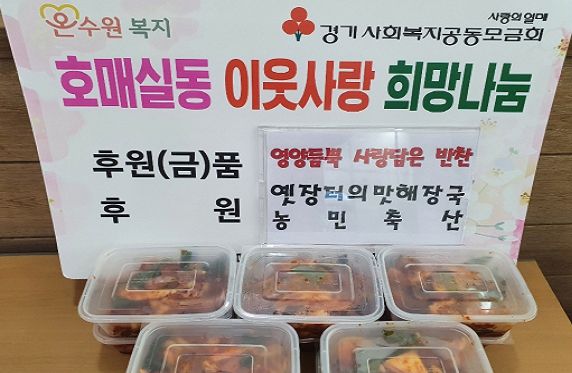 온수원 복지
사랑의열매
경기 사회복지공동모금회
호매실동 이웃사랑 희망나눔
후원(금)품
후 원
영양듬뿍 사랑담은 반찬
옛장터의맛해장국
농민축산